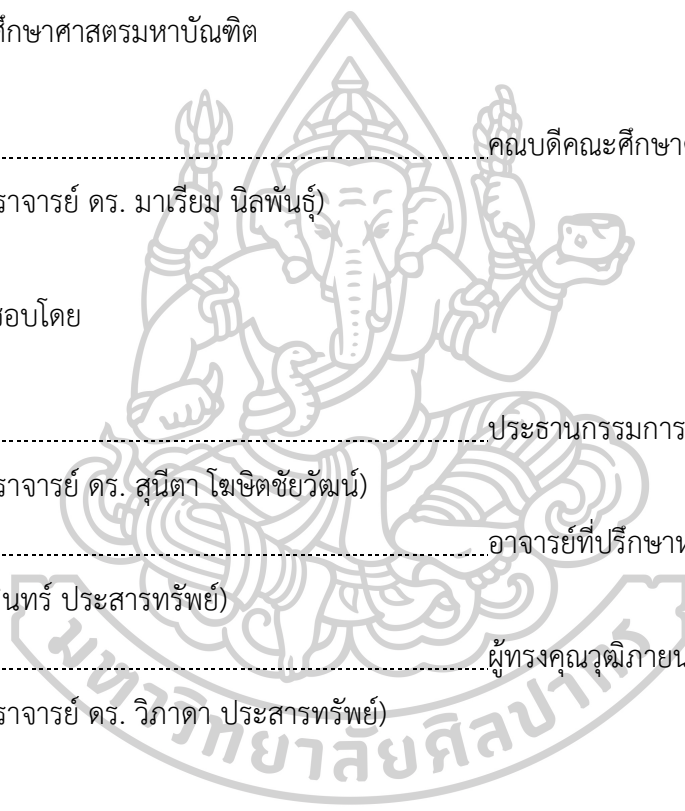 ศึกษาศาสตรมหาบัณฑิต
คณบดีคณะศึกษา
ราจารย์ ดร. มาเรียม นิลพันธุ์)
สอบโดย
ประธานกรรมการ
ราจารย์ ดร. สุนีตา โฆษิตชัยวัฒน์)
อาจารย์ที่ปรึกษา
นทร์ ประสารทรัพย์)
ผู้ทรงคุณวุฒิภายน
ราจารย์ ดร. วิภาดา ประสารทรัพย์)
มหาวิทยาลัยศิลปากร